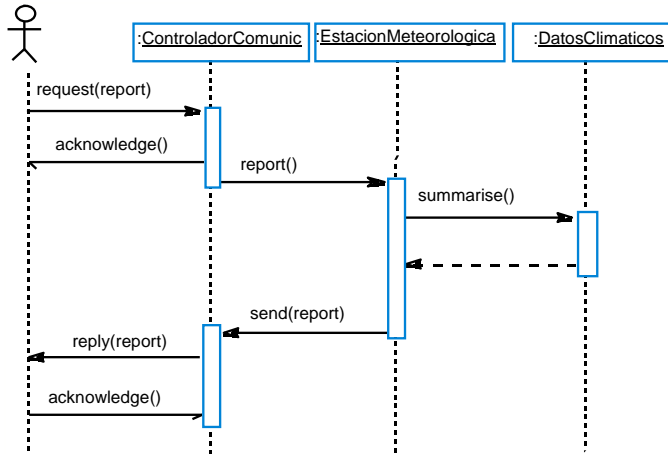 :ControladorComunic
:EstacionMeteorologica
:DatosClimaticos
request(report)
acknowledge()
report()
summarise()
send(report)
reply(report)
acknowledge()